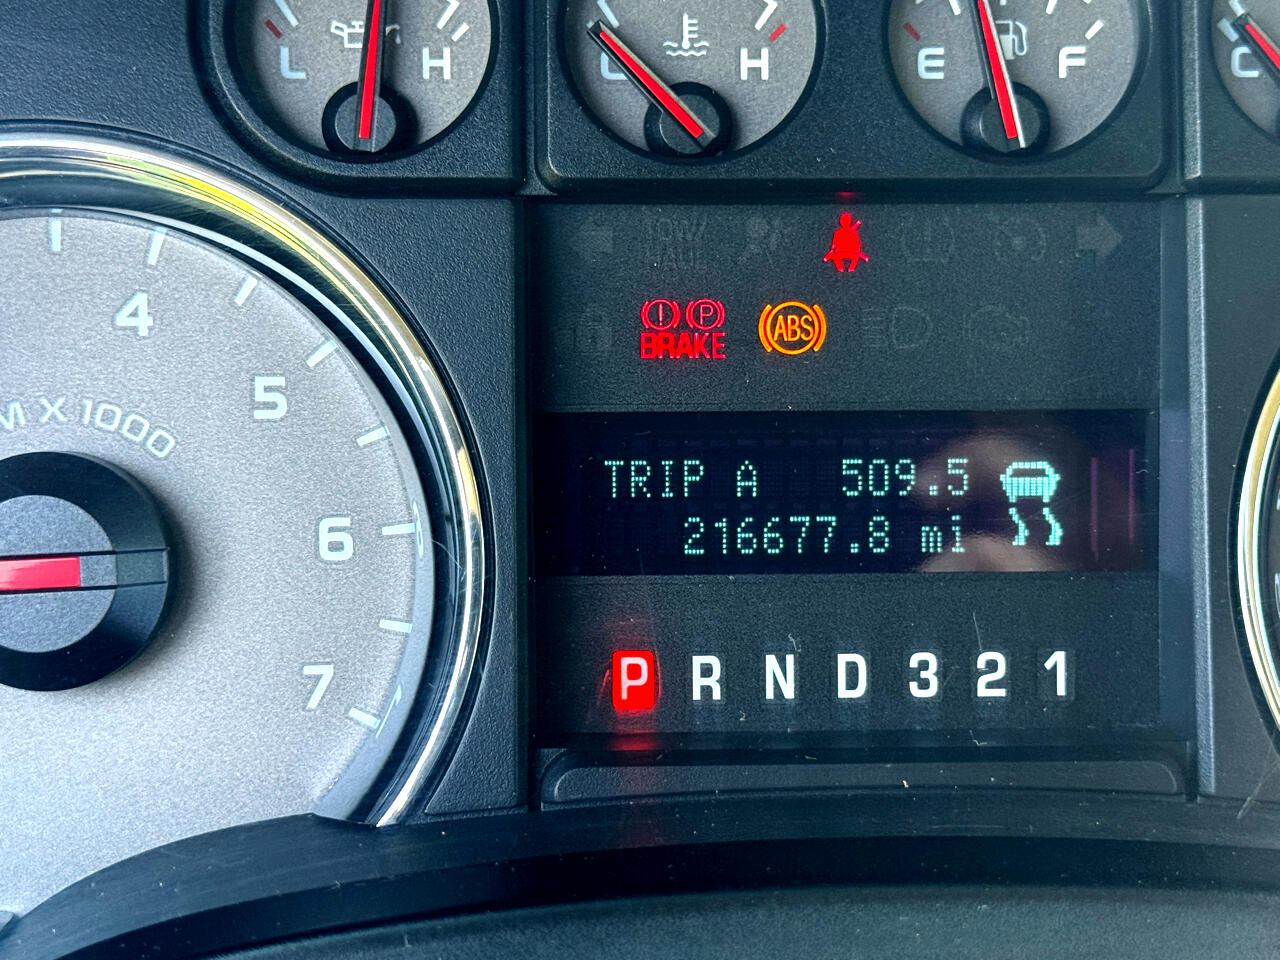 L H
C H
E F
C
4
5
6
7
M X 1000
! P
BRAKE
ABS
TRIP A 509.5
216677.8 mi
P R N D 3 2 1